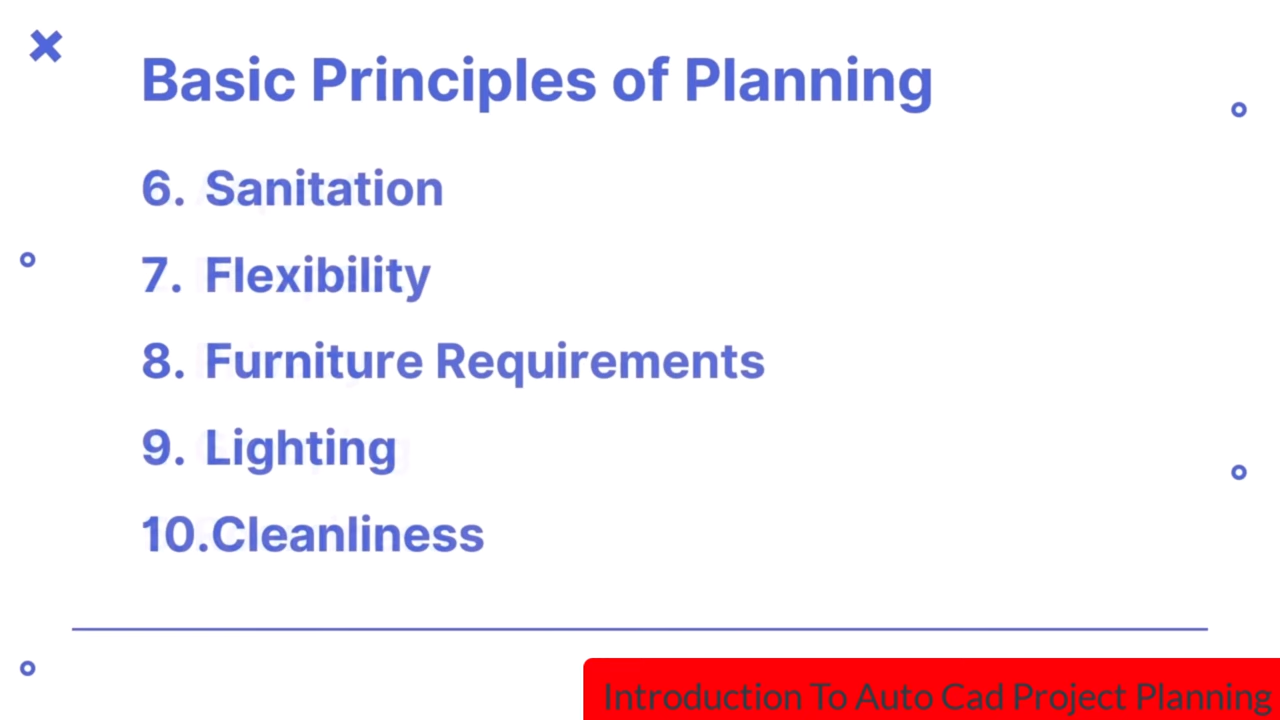 Basic Principles of Planning
6. Sanitation
7. Flexibility
8. Furniture Requirements
9. Lighting
10.Cleanliness
Introduction To Auto Cad Project Planning